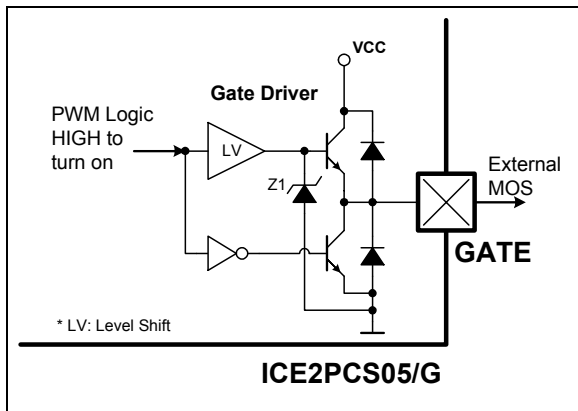 VCC
Gate Driver
PWM Logic
HIGH to
turn on
LV
Z1
External
MOS
GATE
* LV: Level Shift
ICE2PCS05/G